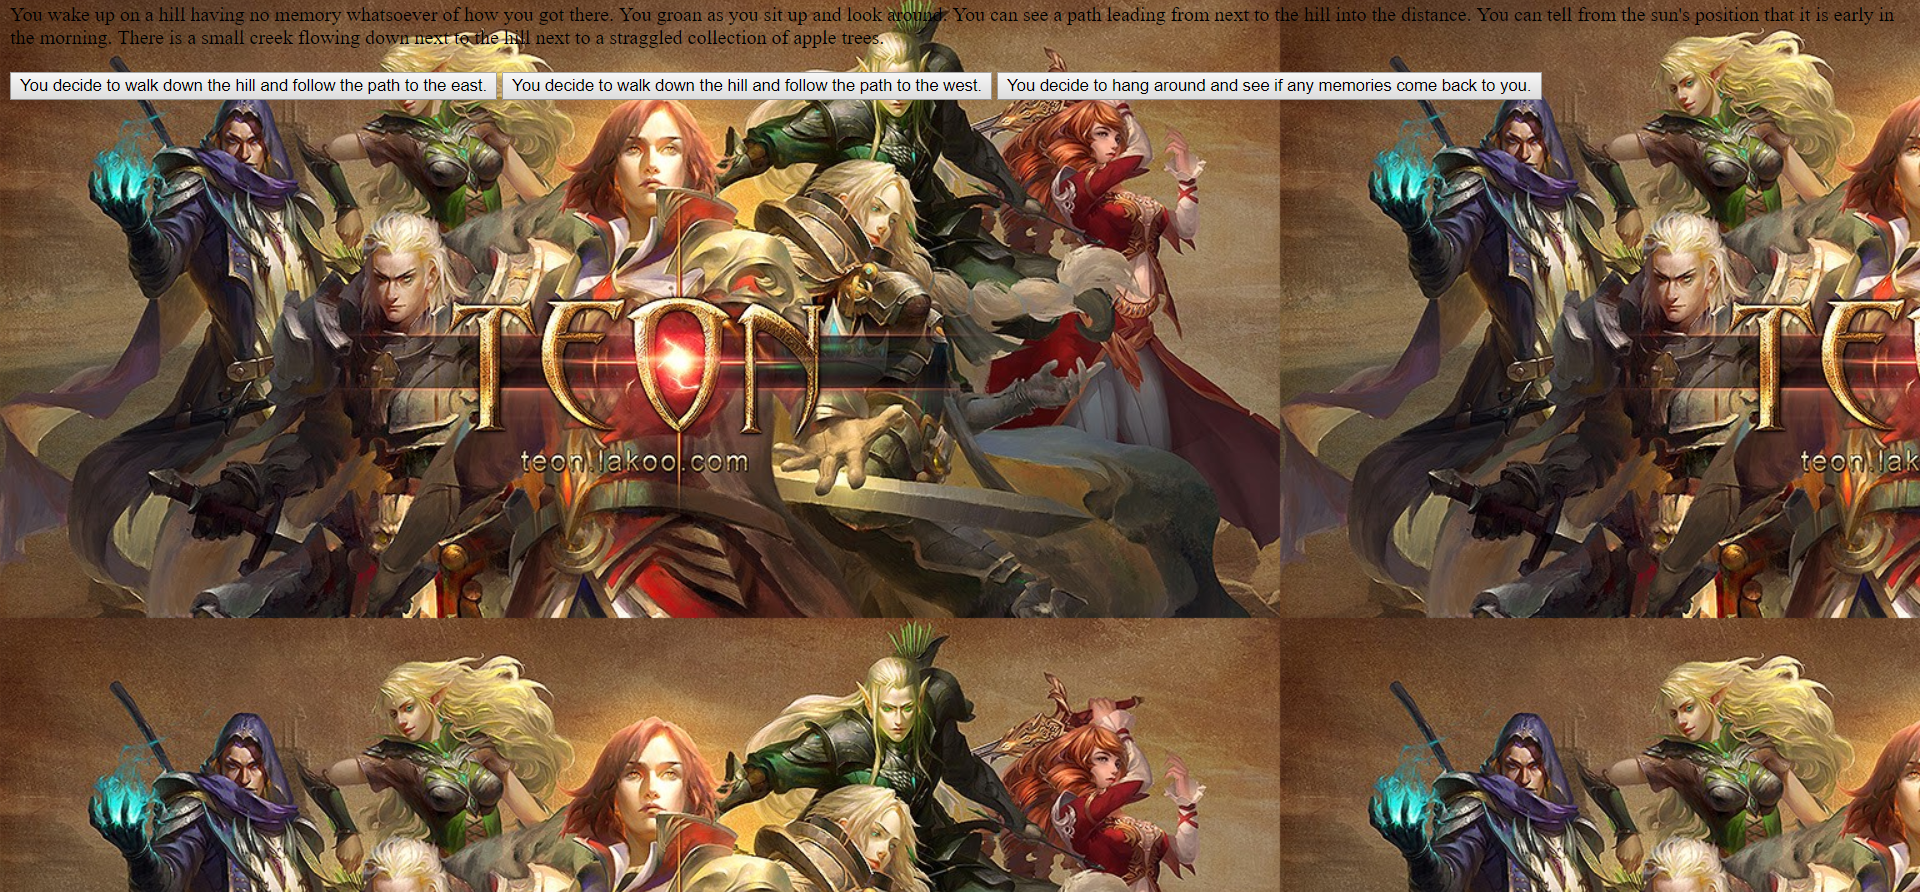 You wake up on a hill having no memory whatsoever of how you got there. You groan as you sit up and look around. You can see a path leading from next to the hill into the distance. You can tell from the sun's position that it is early in
the morning. There is a small creek flowing down next to the hill next to a straggled collection of apple trees.
You decide to walk down the hill and follow the path to the east.
You decide to walk down the hill and follow the path to the west.
You decide to hang around and see if any memories come back to you.
TEON
TE
teon.lakoo.com
teon.lak